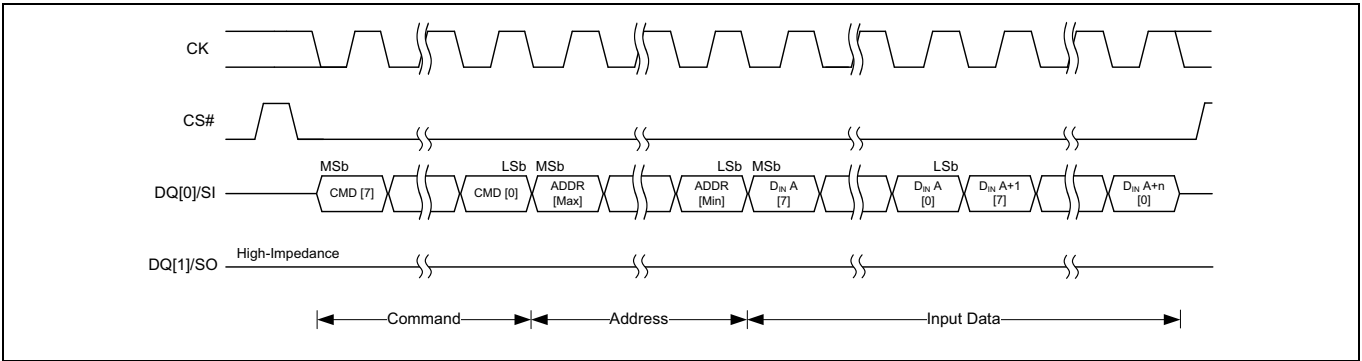 CK
CS#
MSb LSb MSb LSb MSb LSb
DQ[0]/SI CMD [7] CMD [0] ADDR [Max] ADDR [Min] DIN A [7] DIN A [0] DIN A+1 [7] DIN A+n [0]
High-Impedance
DQ[1]/SO
Command Address Input Data